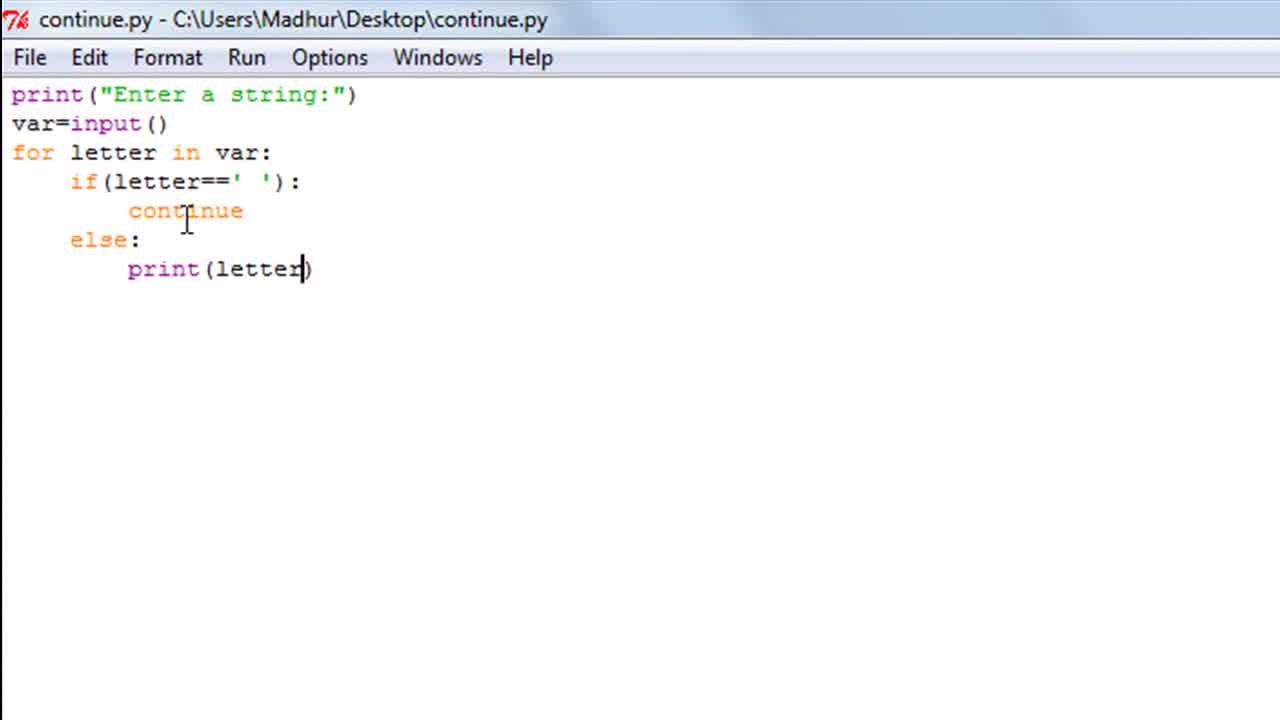 continue.py - C:\Users\Madhur\Desktop\continue.py
File Edit Format Run Options Windows Help
print("Enter a string:")
var=input()
for letter in var:
    if(letter==' '):
        continue
    else:
        print(letter)